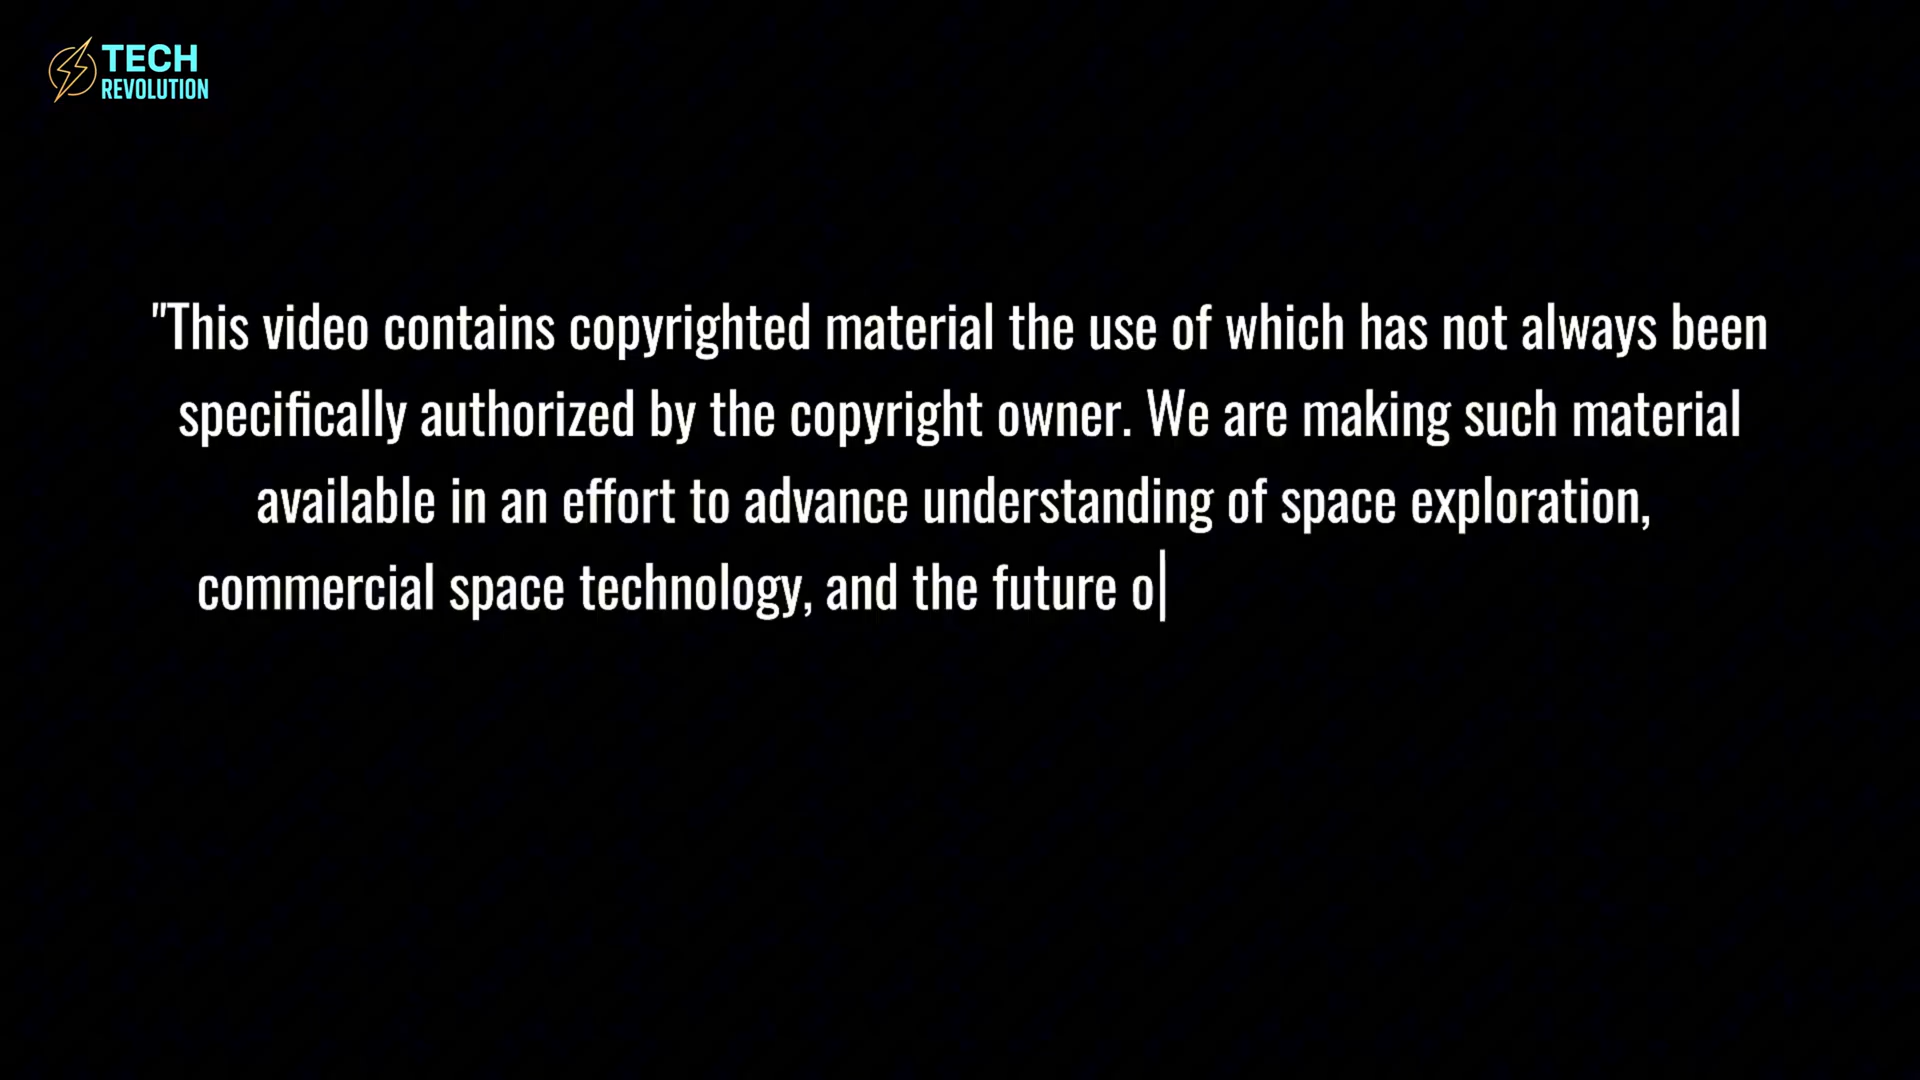 TECH
REVOLUTION
"This video contains copyrighted material the use of which has not always been
specifically authorized by the copyright owner. We are making such material
available in an effort to advance understanding of space exploration,
commercial space technology, and the future o